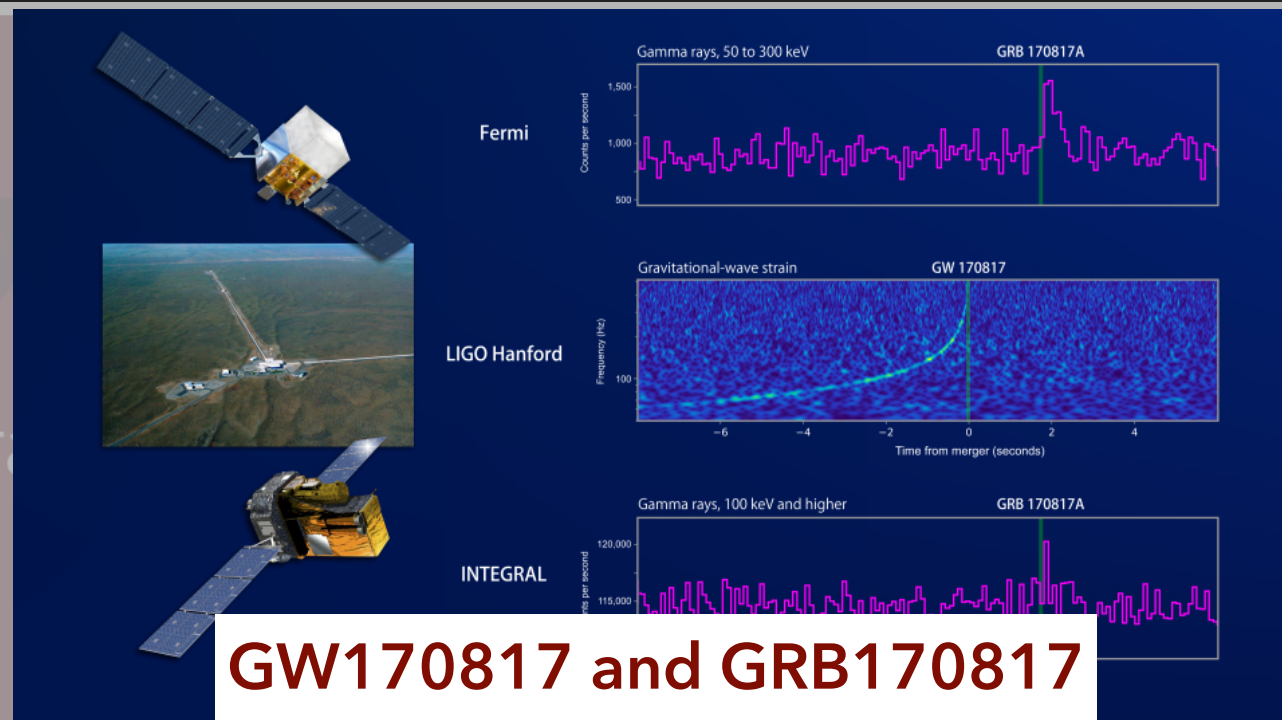 Gamma rays, 50 to 300 keV
GRB 170817A
Fermi
Counts per second
1,500
1,000
500
Gravitational-wave strain
GW 170817
LIGO Hanford
Frequency (Hz)
100
−6
−4
−2
0
2
4
Time from merger (seconds)
Gamma rays, 100 keV and higher
GRB 170817A
INTEGRAL
nts per second
120,000
115,000
GW170817 and GRB170817